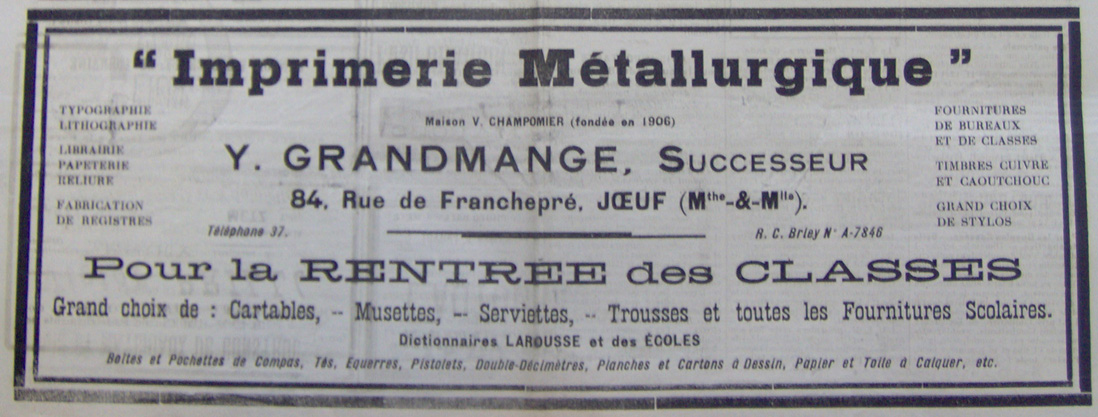 “ Imprimerie Métallurgique ”
TYPOGRAPHIE
LITHOGRAPHIE
LIBRAIRIE
PAPETERIE
RELIURE
FABRICATION
DE REGISTRES
Maison V. CHAMPOMIER (fondée en 1906)
Y. GRANDMANGE, SUCCESSEUR
84, Rue de Franchepré, JŒUF (Mthe-&-Mlle).
Téléphone 37.
R. C. Briey N° A-7846
FOURNITURES
DE BUREAUX
ET DE CLASSES
TIMBRES CUIVRE
ET CAOUTCHOUC
GRAND CHOIX
DE STYLOS
Pour la RENTRÉE des CLASSES
Grand choix de : Cartables, -- Musettes, -- Serviettes, -- Trousses et toutes les Fournitures Scolaires.
Dictionnaires LAROUSSE et des ÉCOLES
Boites et Pochettes de Compas, Tés, Equerres, Pistolets, Double-Décimètres, Planches et Cartons à Dessin, Papier et Toile à Calquer, etc.